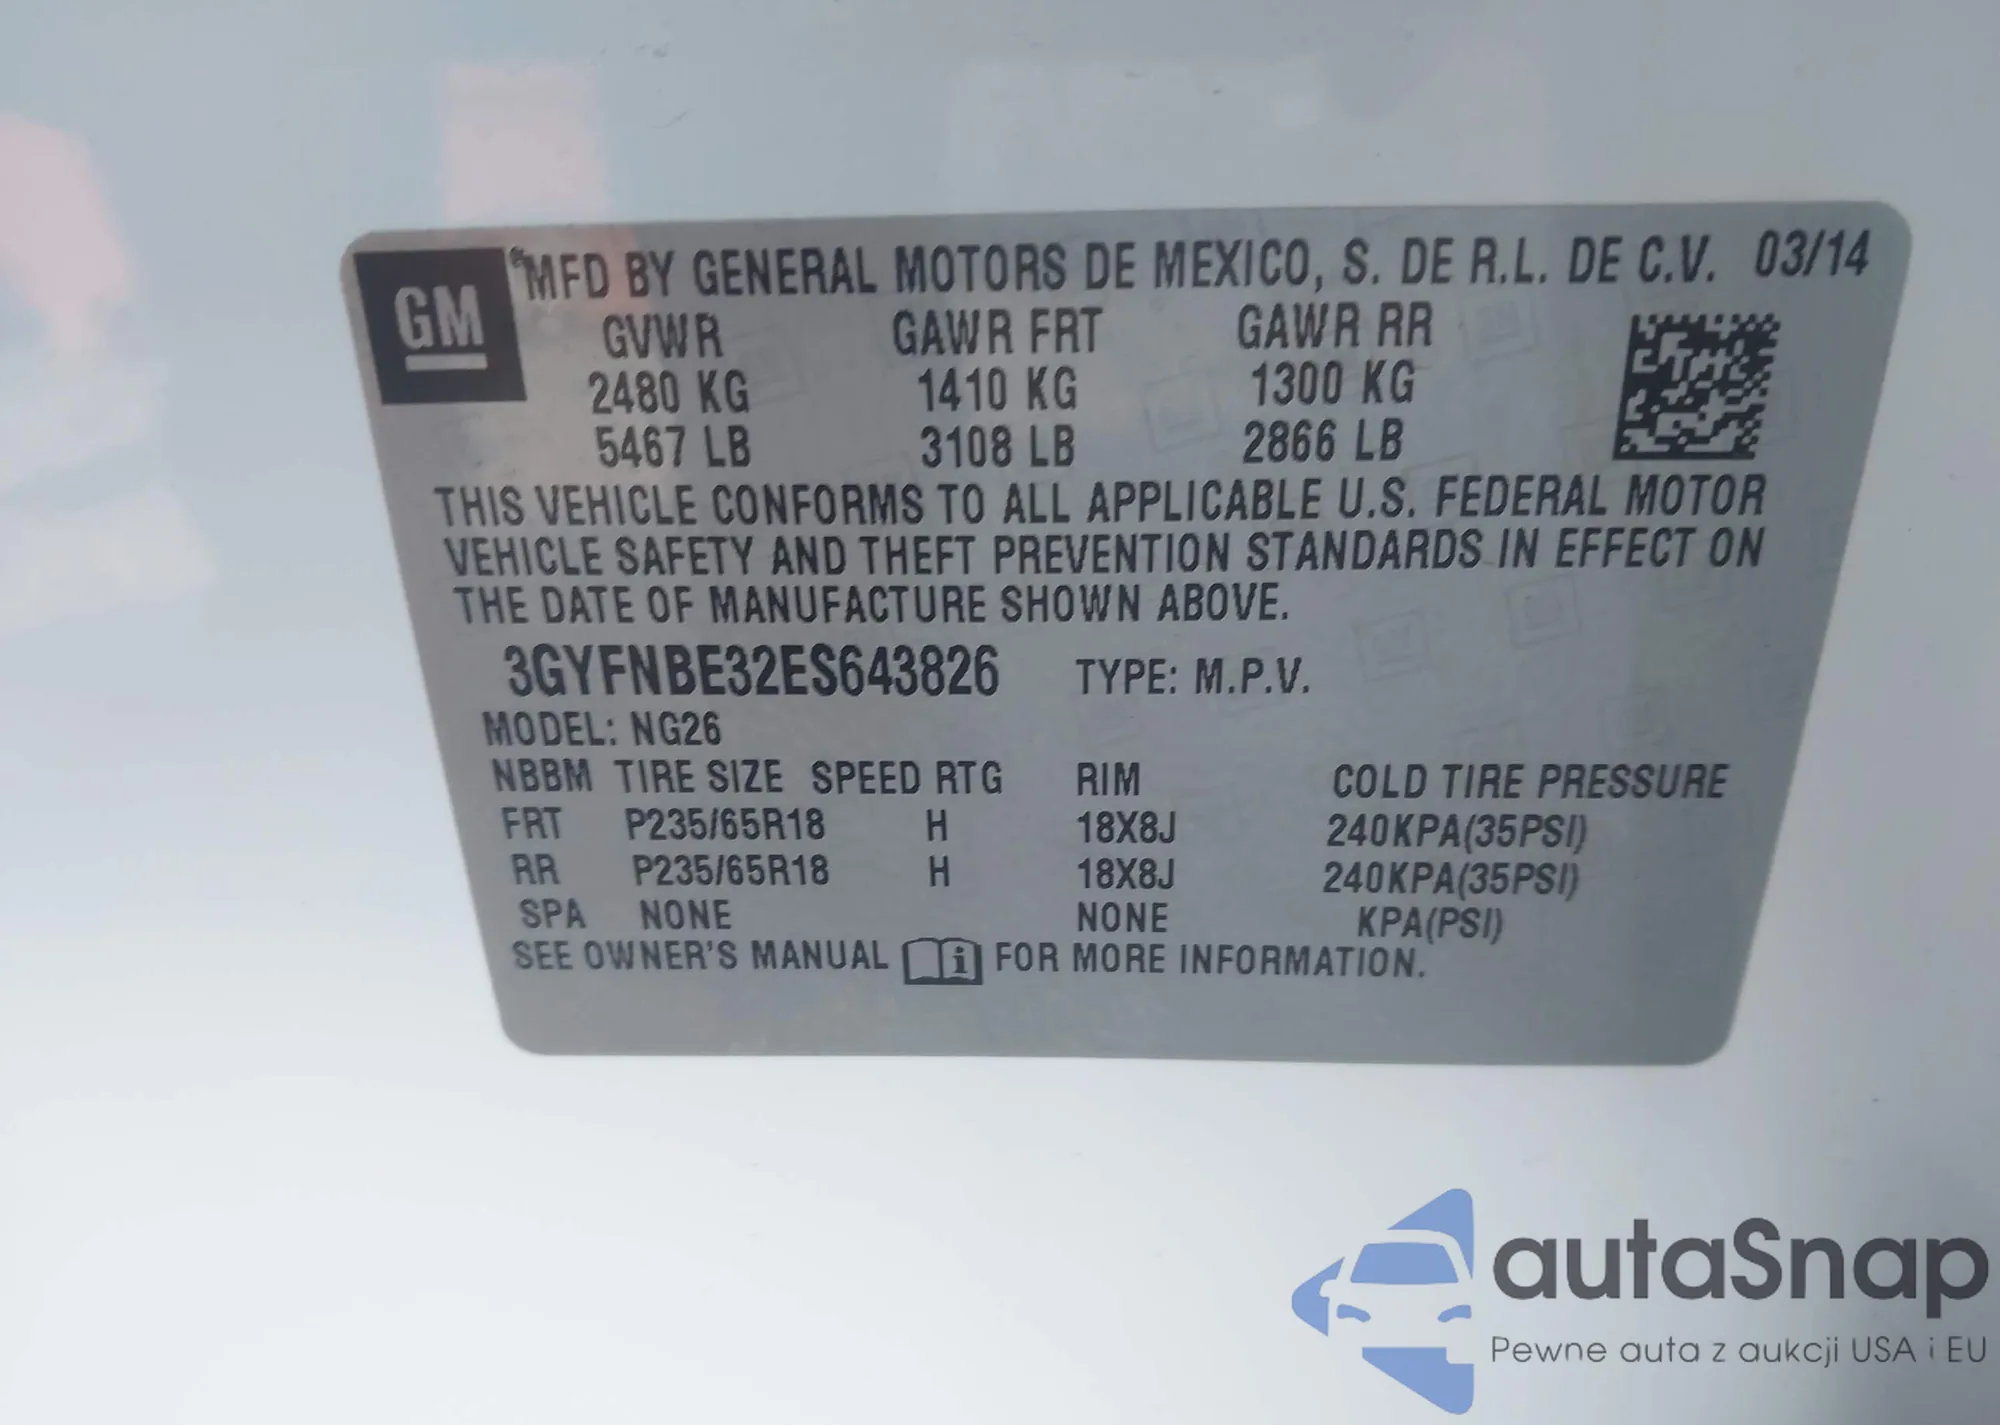 GM
MFD BY GENERAL MOTORS DE MEXICO, S. DE R.L. DE C.V. 03/14
GVWR GAWR FRT GAWR RR
2480 KG 1410 KG 1300 KG
5467 LB 3108 LB 2866 LB
THIS VEHICLE CONFORMS TO ALL APPLICABLE U.S. FEDERAL MOTOR
VEHICLE SAFETY AND THEFT PREVENTION STANDARDS IN EFFECT ON
THE DATE OF MANUFACTURE SHOWN ABOVE.
3GYFNBE32ES643826 TYPE: M.P.V.
MODEL: NG26
NBBM TIRE SIZE SPEED RTG RIM COLD TIRE PRESSURE
FRT P235/65R18 H 18X8J 240KPA(35PSI)
RR P235/65R18 H 18X8J 240KPA(35PSI)
SPA NONE NONE KPA(PSI)
SEE OWNER'S MANUAL i FOR MORE INFORMATION.
autaSnap
Pewne auta z aukcji USA i EU